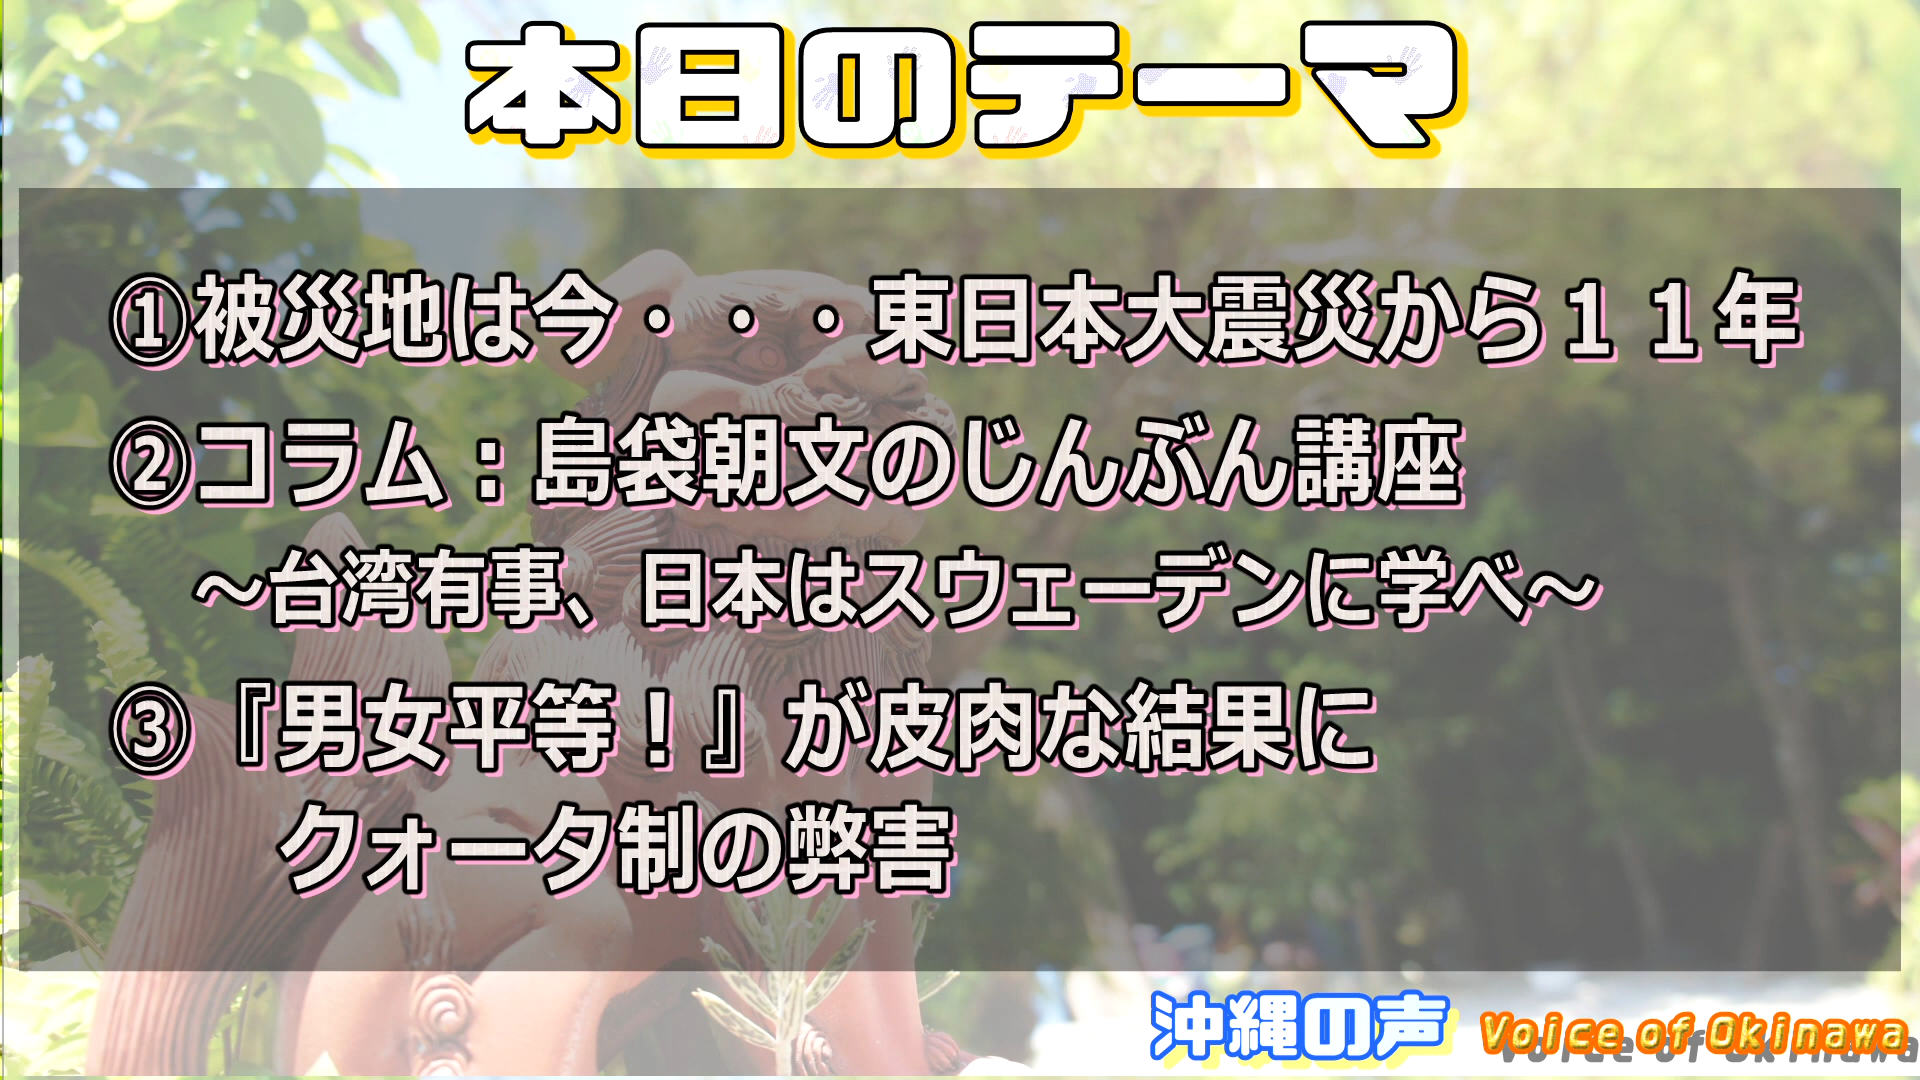 本日のテーマ
①被災地は今・・・東日本大震災から１１年
②コラム：島袋朝文のじんぶん講座
～台湾有事、日本はスウェーデンに学べ～
③『男女平等！』が皮肉な結果に
クォータ制の弊害
沖縄の声 Voice of Okinawa